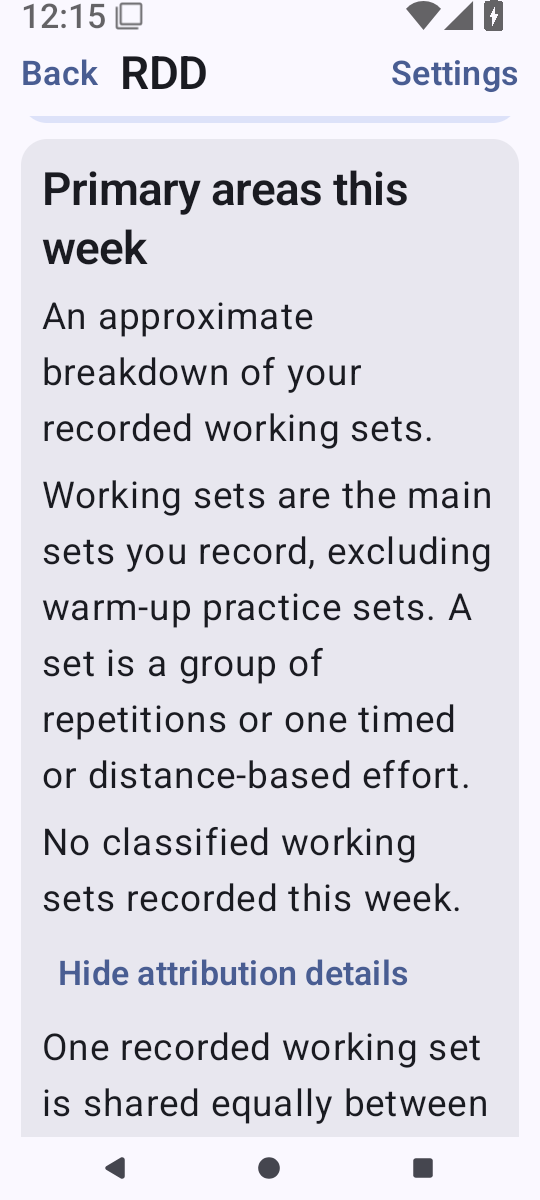 12:15
Back RDD Settings
Primary areas this
week
An approximate
breakdown of your
recorded working sets.
Working sets are the main
sets you record, excluding
warm-up practice sets. A
set is a group of
repetitions or one timed
or distance-based effort.
No classified working
sets recorded this week.
Hide attribution details
One recorded working set
is shared equally between